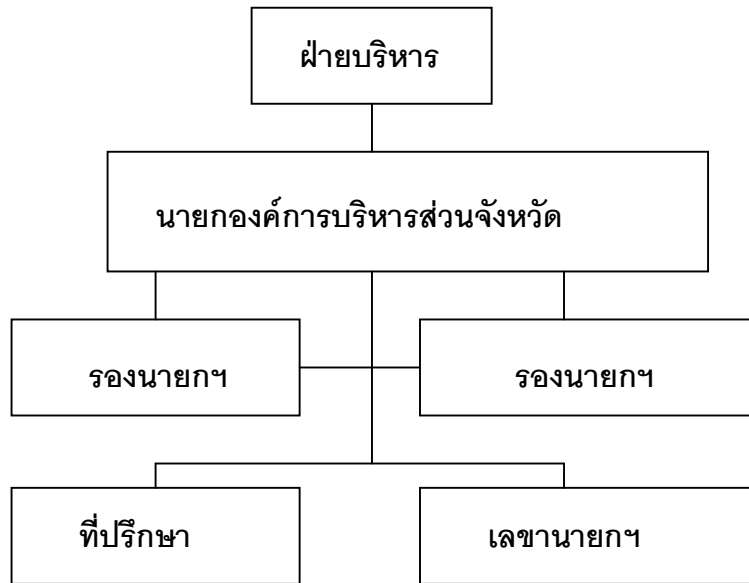 ฝ่ายบริหาร
นายกองค์การบริหารส่วนจังหวัด
รองนายกฯ
รองนายกฯ
ที่ปรึกษา
เลขานายกฯ